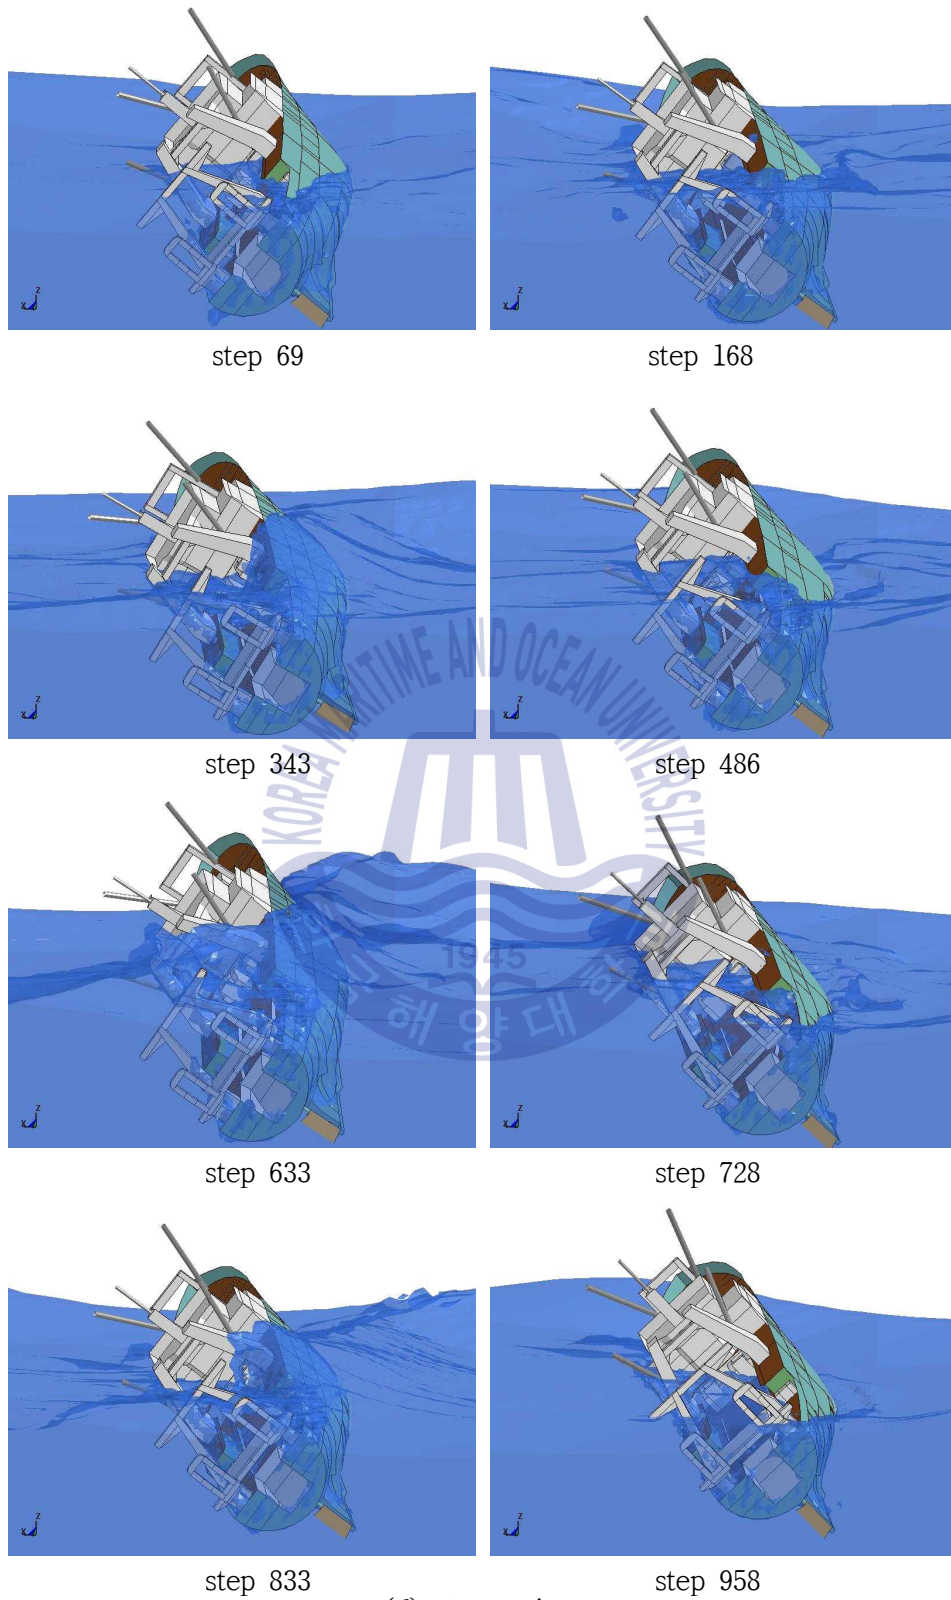 step 69 step 168
step 343 step 486
KOREA MARITIME AND OCEAN UNIVERSITY
1945
해양대
step 633 step 728
step 833 step 958